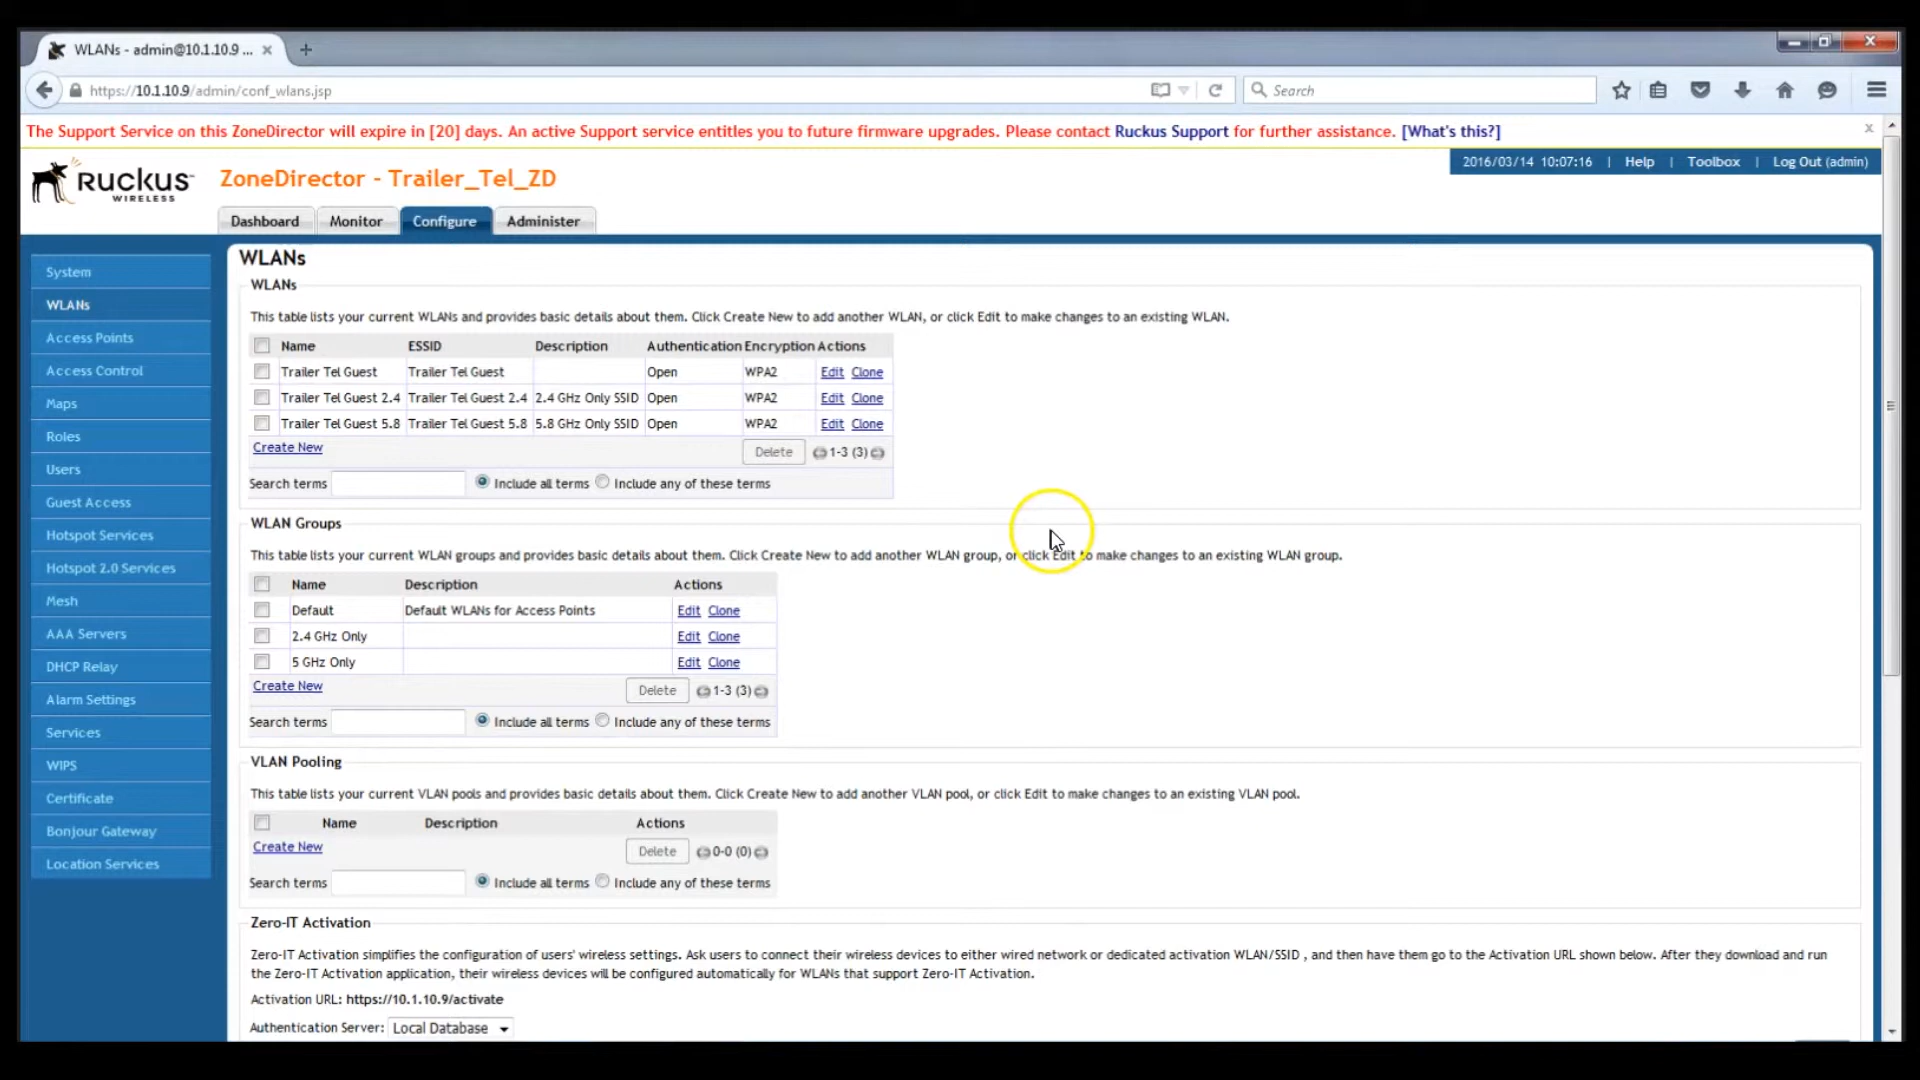 WLANs - admin@10.1.10.9 ...
https://10.1.10.9/admin/conf_wlans.jsp
Search
The Support Service on this ZoneDirector will expire in [20] days. An active Support service entitles you to future firmware upgrades. Please contact Ruckus Support for further assistance. [What's this?]
2016/03/14 10:07:16 | Help | Toolbox | Log Out (admin)
Ruckus WIRELESS
ZoneDirector - Trailer_Tel_ZD
Dashboard Monitor Configure Administer
System
WLANs
Access Points
Access Control
Maps
Roles
Users
Guest Access
Hotspot Services
Hotspot 2.0 Services
Mesh
AAA Servers
DHCP Relay
Alarm Settings
Services
WIPS
Certificate
Bonjour Gateway
Location Services
WLANs
WLANs
This table lists your current WLANs and provides basic details about them. Click Create New to add another WLAN, or click Edit to make changes to an existing WLAN.
Name ESSID Description Authentication Encryption Actions
Trailer Tel Guest Trailer Tel Guest Open WPA2 Edit Clone
Trailer Tel Guest 2.4 Trailer Tel Guest 2.4 2.4 GHz Only SSID Open WPA2 Edit Clone
Trailer Tel Guest 5.8 Trailer Tel Guest 5.8 5.8 GHz Only SSID Open WPA2 Edit Clone
Create New Delete 1-3 (3)
Search terms Include all terms Include any of these terms
WLAN Groups
This table lists your current WLAN groups and provides basic details about them. Click Create New to add another WLAN group, or click Edit to make changes to an existing WLAN group.
Name Description Actions
Default Default WLANs for Access Points Edit Clone
2.4 GHz Only Edit Clone
5 GHz Only Edit Clone
Create New Delete 1-3 (3)
Search terms Include all terms Include any of these terms
VLAN Pooling
This table lists your current VLAN pools and provides basic details about them. Click Create New to add another VLAN pool, or click Edit to make changes to an existing VLAN pool.
Name Description Actions
Create New Delete 0-0 (0)
Search terms Include all terms Include any of these terms
Zero-IT Activation
Zero-IT Activation simplifies the configuration of users' wireless settings. Ask users to connect their wireless devices to either wired network or dedicated activation WLAN/SSID , and then have them go to the Activation URL shown below. After they download and run
the Zero-IT Activation application, their wireless devices will be configured automatically for WLANs that support Zero-IT Activation.
Activation URL: https://10.1.10.9/activate
Authentication Server: Local Database